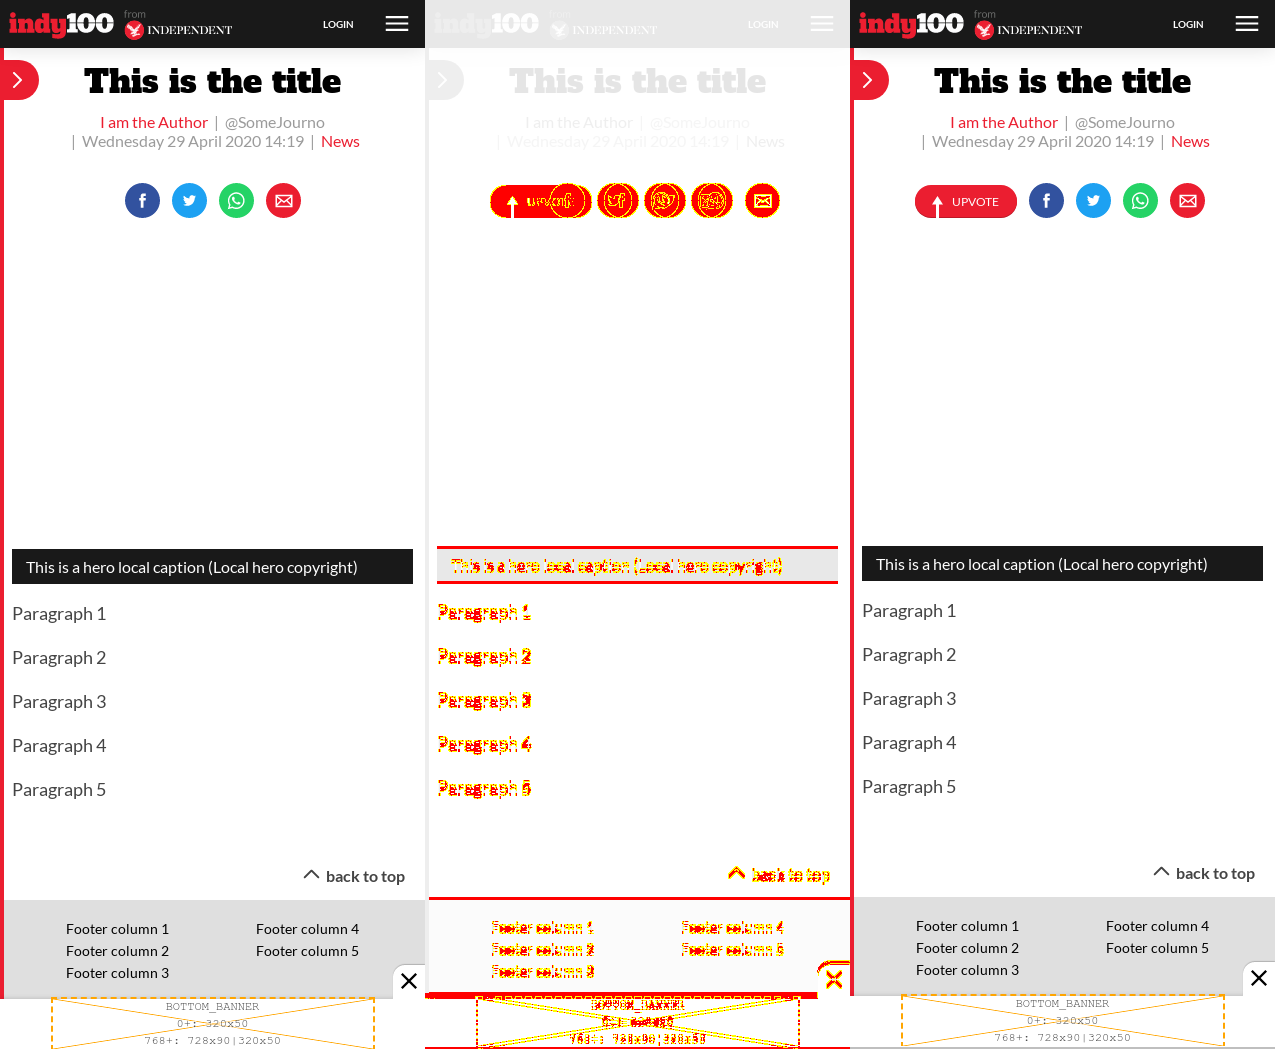 indy100 from INDEPENDENT LOGIN
This is the title
I am the Author | @SomeJourno
| Wednesday 29 April 2020 14:19 | News
This is a hero local caption (Local hero copyright)
Paragraph 1
Paragraph 2
Paragraph 3
Paragraph 4
Paragraph 5
back to top
Footer column 1 Footer column 4
Footer column 2 Footer column 5
Footer column 3
BOTTOM_BANNER
0+: 320x50
768+: 728x90|320x50
indy100 from INDEPENDENT LOGIN
This is the title
I am the Author | @SomeJourno
| Wednesday 29 April 2020 14:19 | News
This is a hero local caption (Local hero copyright)
Paragraph 1
Paragraph 2
Paragraph 3
Paragraph 4
Paragraph 5
back to top
Footer column 1 Footer column 4
Footer column 2 Footer column 5
Footer column 3
indy100 from INDEPENDENT LOGIN
This is the title
I am the Author | @SomeJourno
| Wednesday 29 April 2020 14:19 | News
UPVOTE
This is a hero local caption (Local hero copyright)
Paragraph 1
Paragraph 2
Paragraph 3
Paragraph 4
Paragraph 5
back to top
Footer column 1 Footer column 4
Footer column 2 Footer column 5
Footer column 3
BOTTOM_BANNER
0+: 320x50
768+: 728x90|320x50